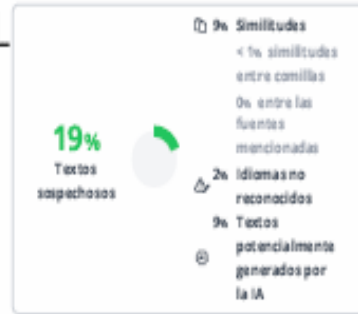 19%
Textos
sospechosos
9% Similitudes
< 1% similitudes
entre comillas
0% entre las
fuentes
mencionadas
2% Idiomas no
reconocidos
9% Textos
potencialmente
generados por
la IA